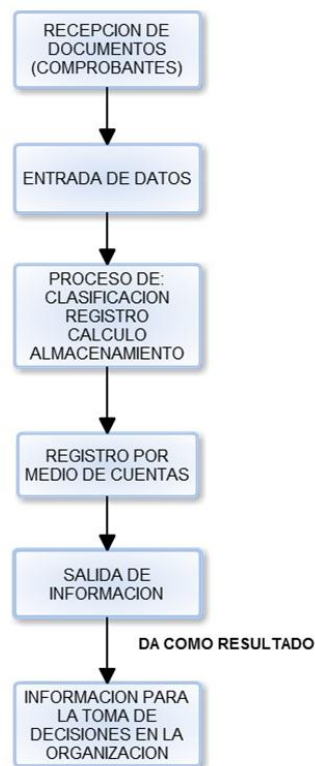 RECEPCION DE
DOCUMENTOS
(COMPROBANTES)
ENTRADA DE DATOS
PROCESO DE:
CLASIFICACION
REGISTRO
CALCULO
ALMACENAMIENTO
REGISTRO POR
MEDIO DE CUENTAS
SALIDA DE
INFORMACION
DA COMO RESULTADO
INFORMACION PARA
LA TOMA DE
DECISIONES EN LA
ORGANIZACION